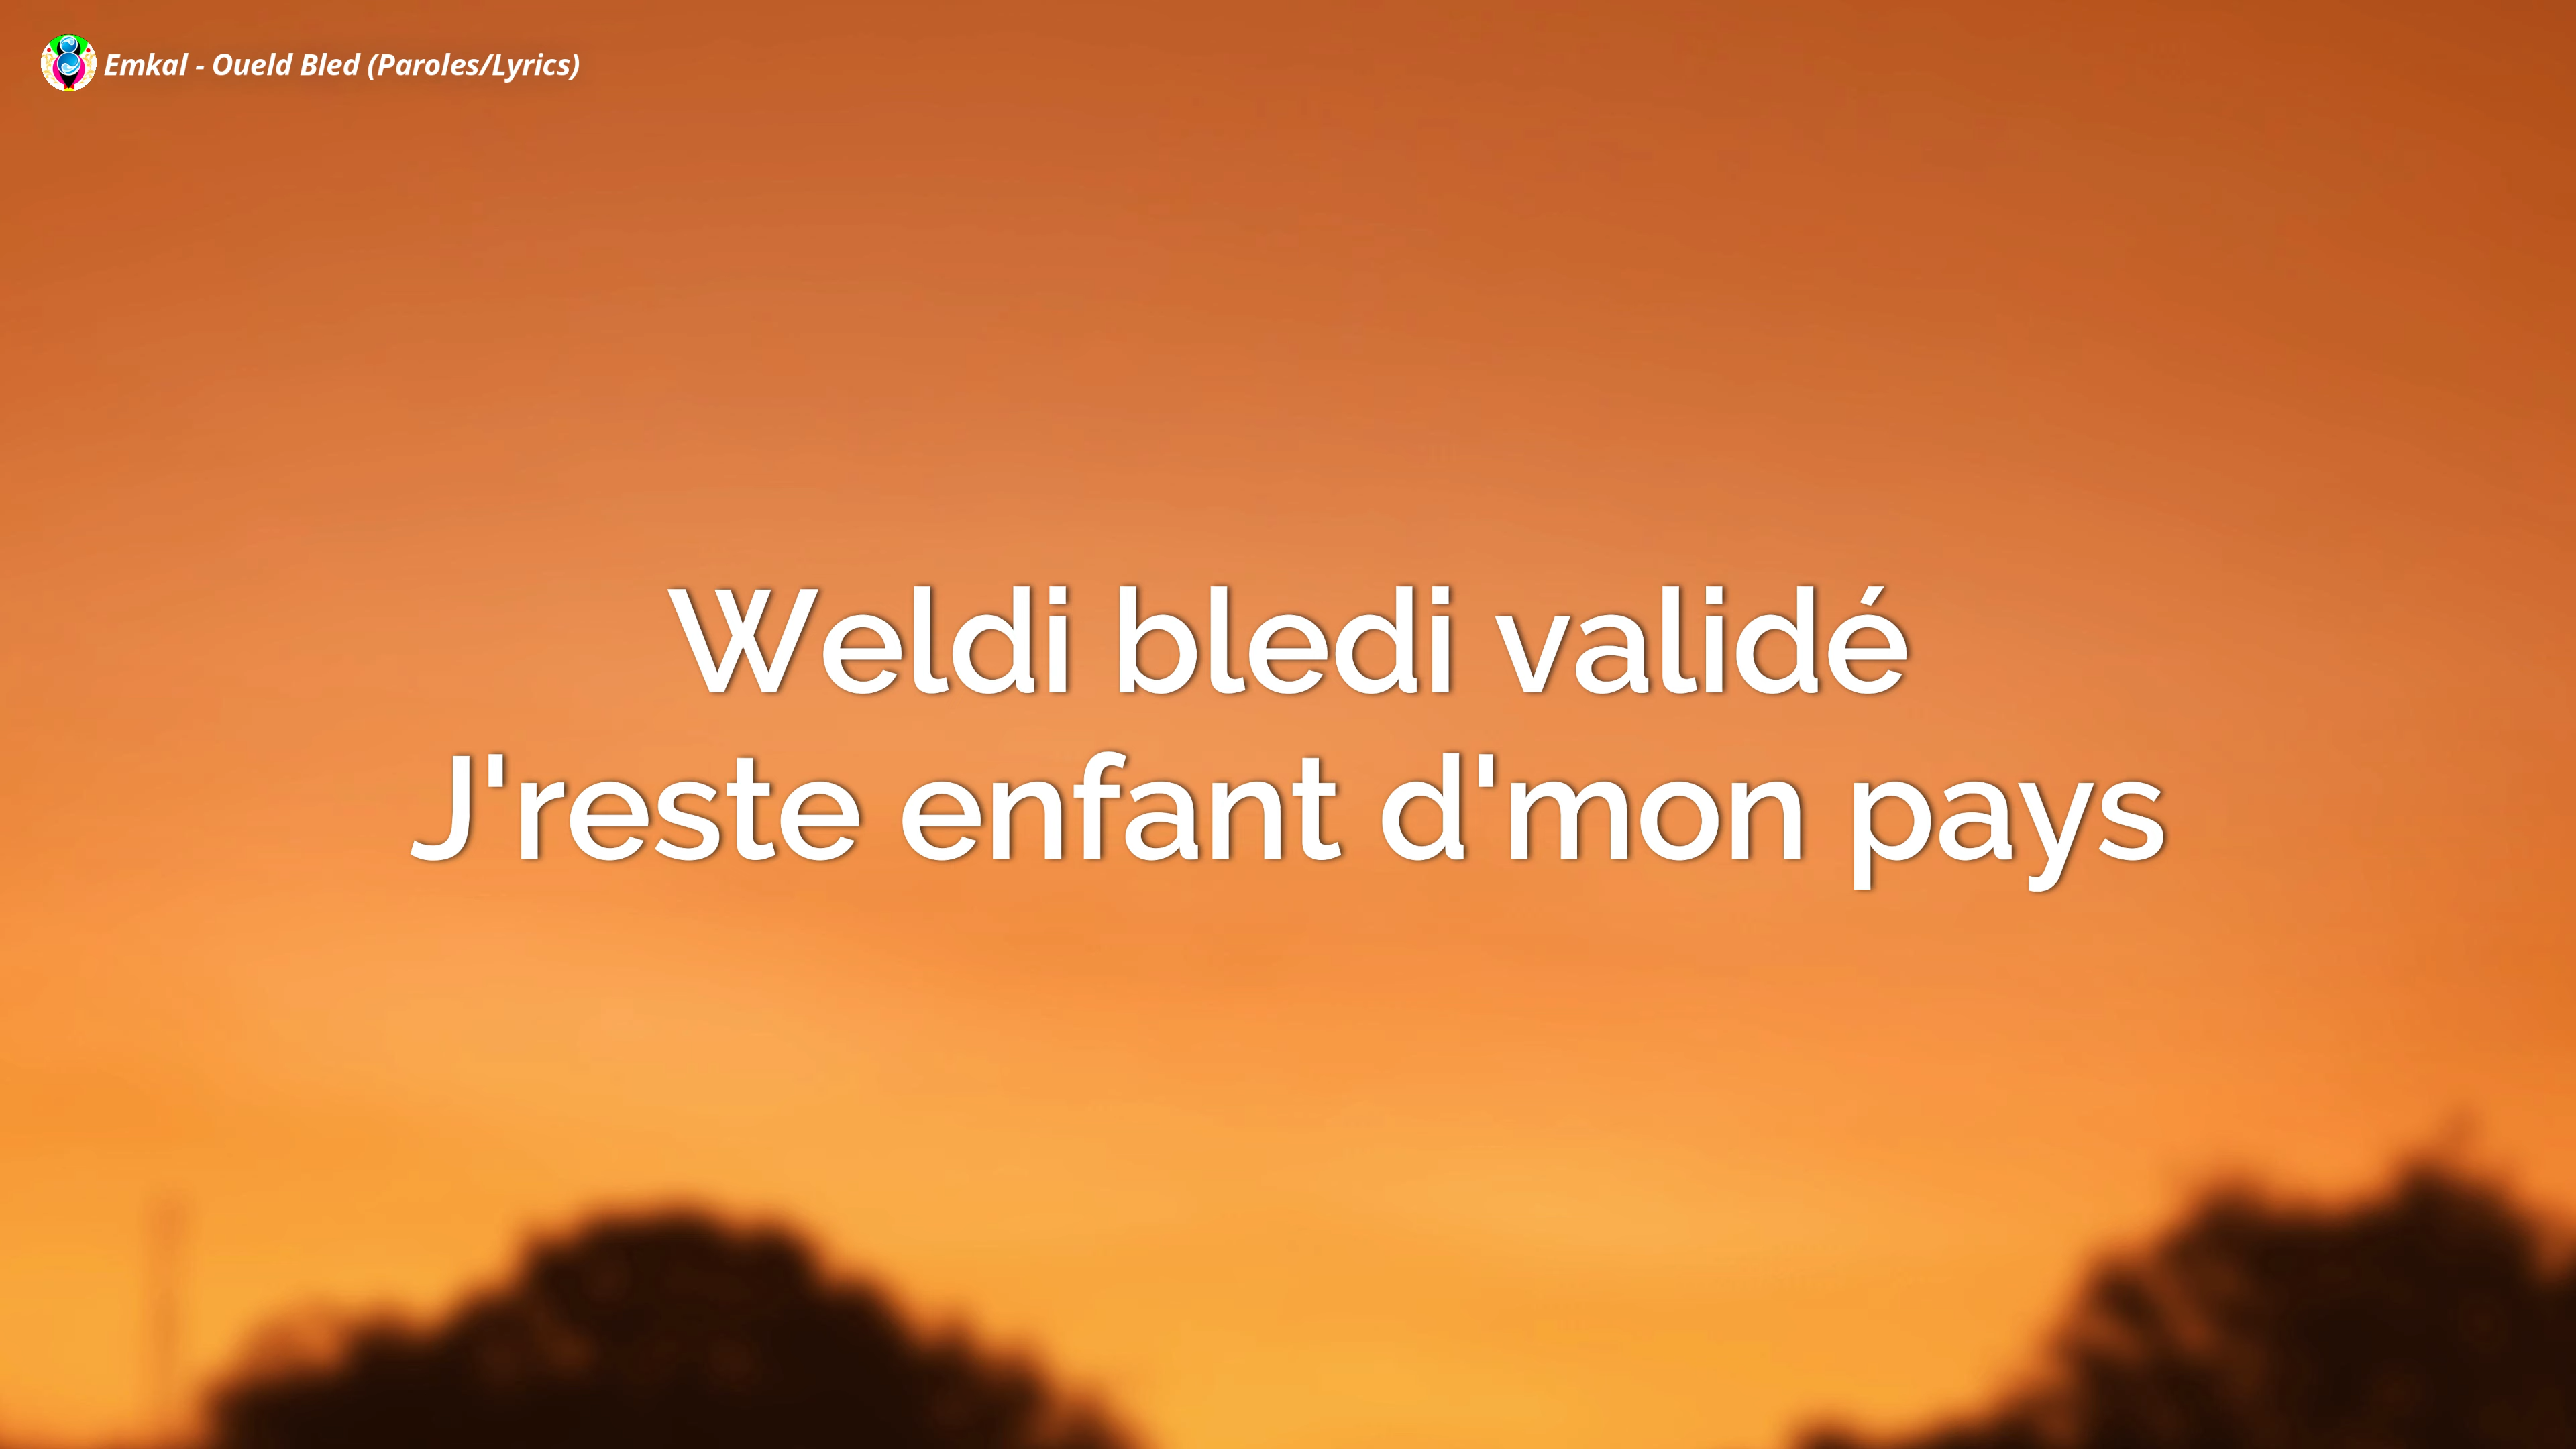 Emkal - Oueld Bled (Paroles/Lyrics)
Weldi bledi validé
J'reste enfant d'mon pays